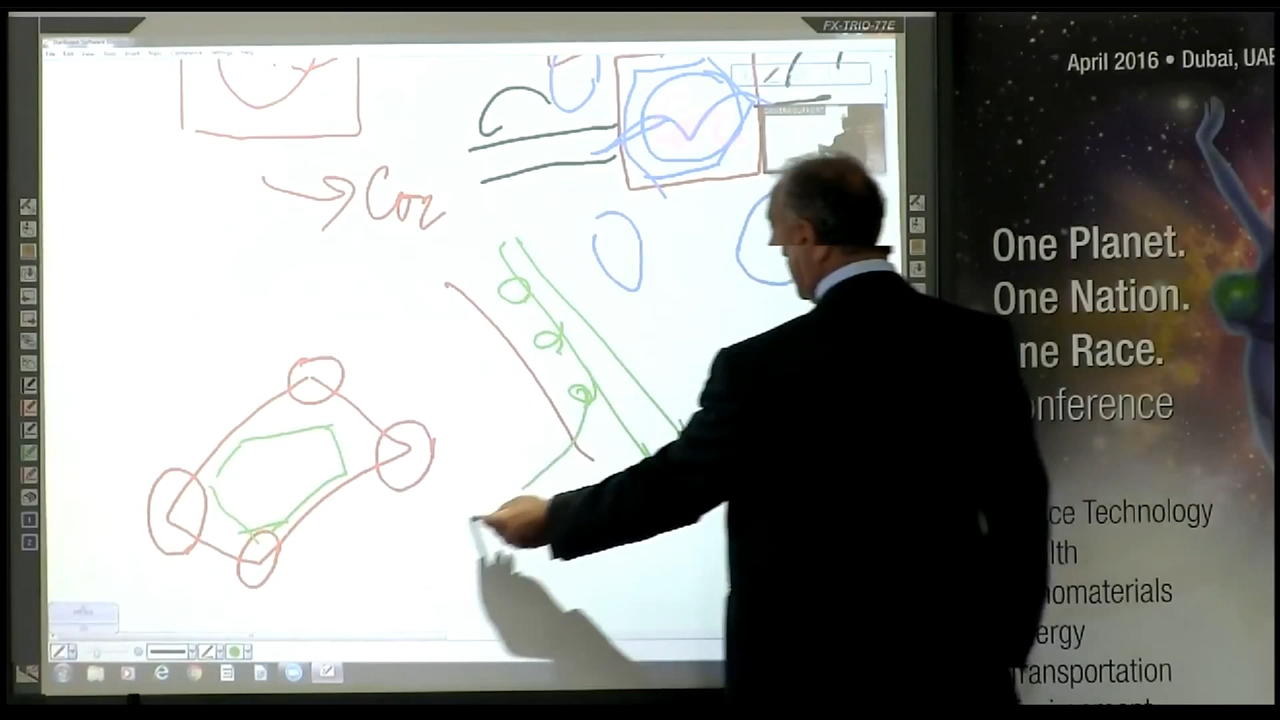 FX-TRIO-77E
April 2016 • Dubai, UAE
Cor
One Planet.
One Nation.
ne Race.
onference
ce Technology
lth
nomaterials
ergy
ransportation